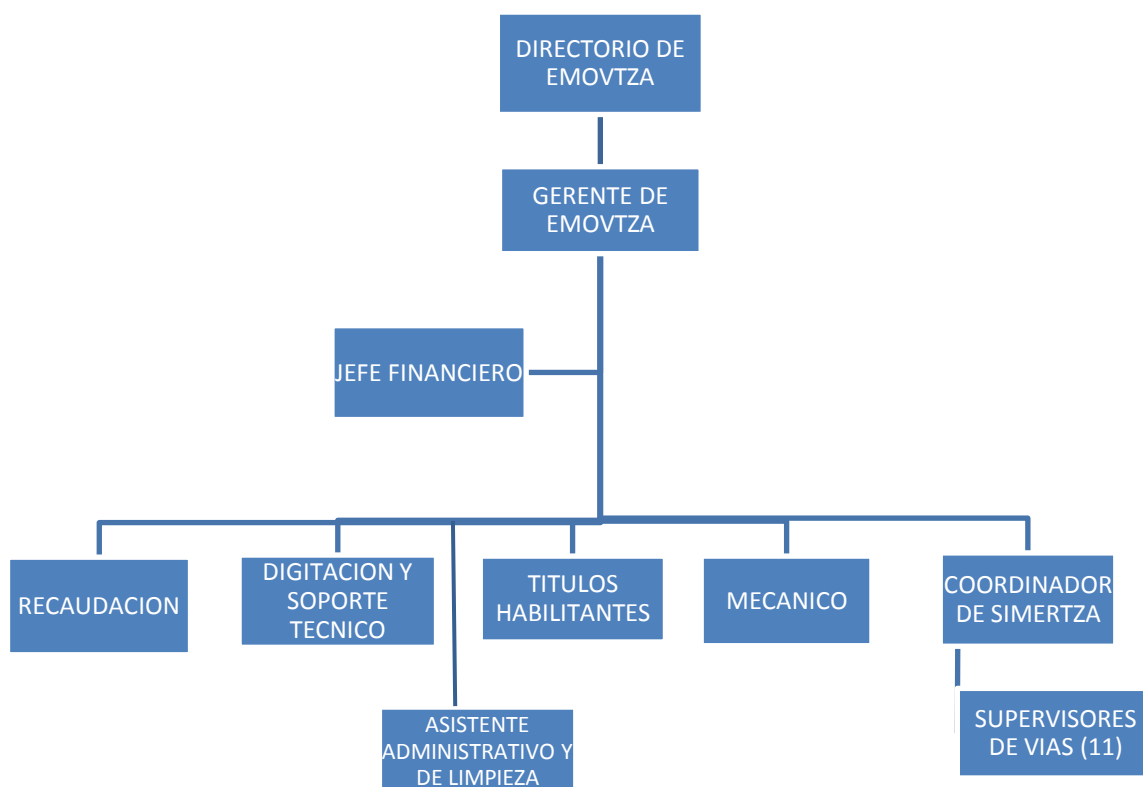 DIRECTORIO DE
EMOVTZA
GERENTE DE
EMOVTZA
JEFE FINANCIERO
RECAUDACION
DIGITACION Y
SOPORTE
TECNICO
TITULOS
HABILITANTES
MECANICO
COORDINADOR
DE SIMERTZA
ASISTENTE
ADMINISTRATIVO Y
DE LIMPIEZA
SUPERVISORES
DE VIAS (11)